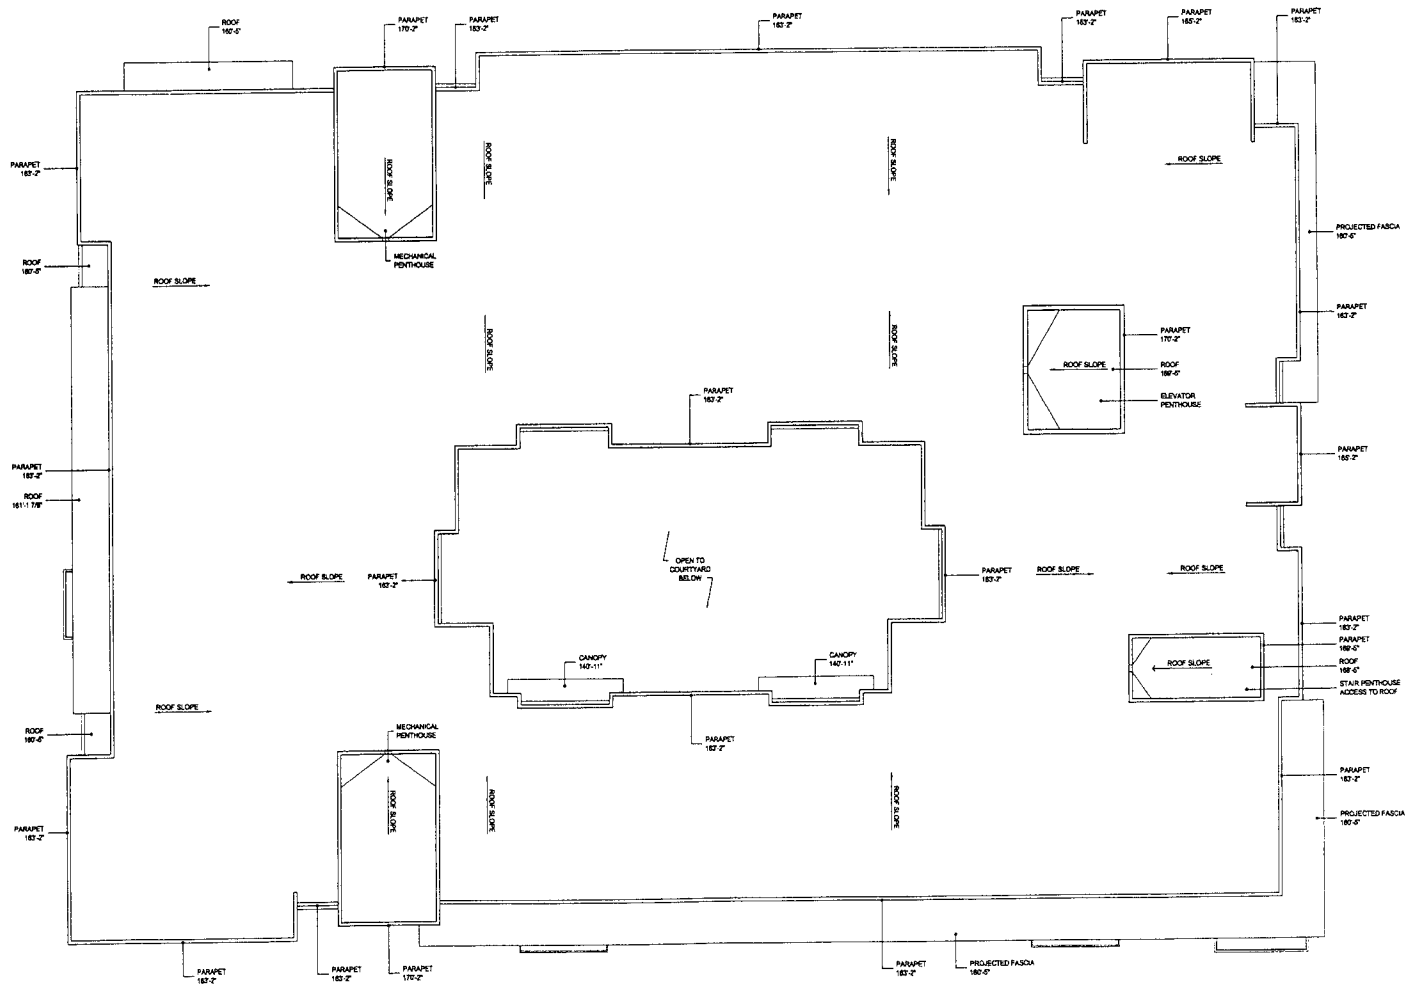 ROOF
160'-5"
PARAPET
170'-2"
PARAPET
163'-2"
PARAPET
163'-2"
PARAPET
163'-2"
PARAPET
165'-2"
PARAPET
163'-2"
PARAPET
163'-2"
ROOF SLOPE
ROOF SLOPE
ROOF SLOPE
ROOF SLOPE
PROJECTED FASCIA
160'-5"
MECHANICAL
PENTHOUSE
ROOF
160'-5"
ROOF SLOPE
ROOF SLOPE
ROOF SLOPE
PARAPET
163'-2"
PARAPET
170'-2"
ROOF SLOPE
ROOF
169'-5"
ELEVATOR
PENTHOUSE
PARAPET
163'-2"
PARAPET
163'-2"
ROOF
161'-1 7/8"
PARAPET
165'-2"
OPEN TO
COURTYARD
BELOW
ROOF SLOPE
PARAPET
163'-2"
PARAPET
163'-2"
ROOF SLOPE
ROOF SLOPE
PARAPET
163'-2"
PARAPET
169'-5"
ROOF SLOPE
ROOF
168'-5"
STAIR PENTHOUSE
ACCESS TO ROOF
CANOPY
140'-11"
CANOPY
140'-11"
ROOF SLOPE
ROOF
160'-5"
MECHANICAL
PENTHOUSE
PARAPET
163'-2"
PARAPET
163'-2"
ROOF SLOPE
ROOF SLOPE
ROOF SLOPE
PARAPET
163'-2"
PROJECTED FASCIA
160'-5"
PARAPET
163'-2"
PARAPET
163'-2"
PARAPET
170'-2"
PARAPET
163'-2"
PROJECTED FASCIA
160'-5"